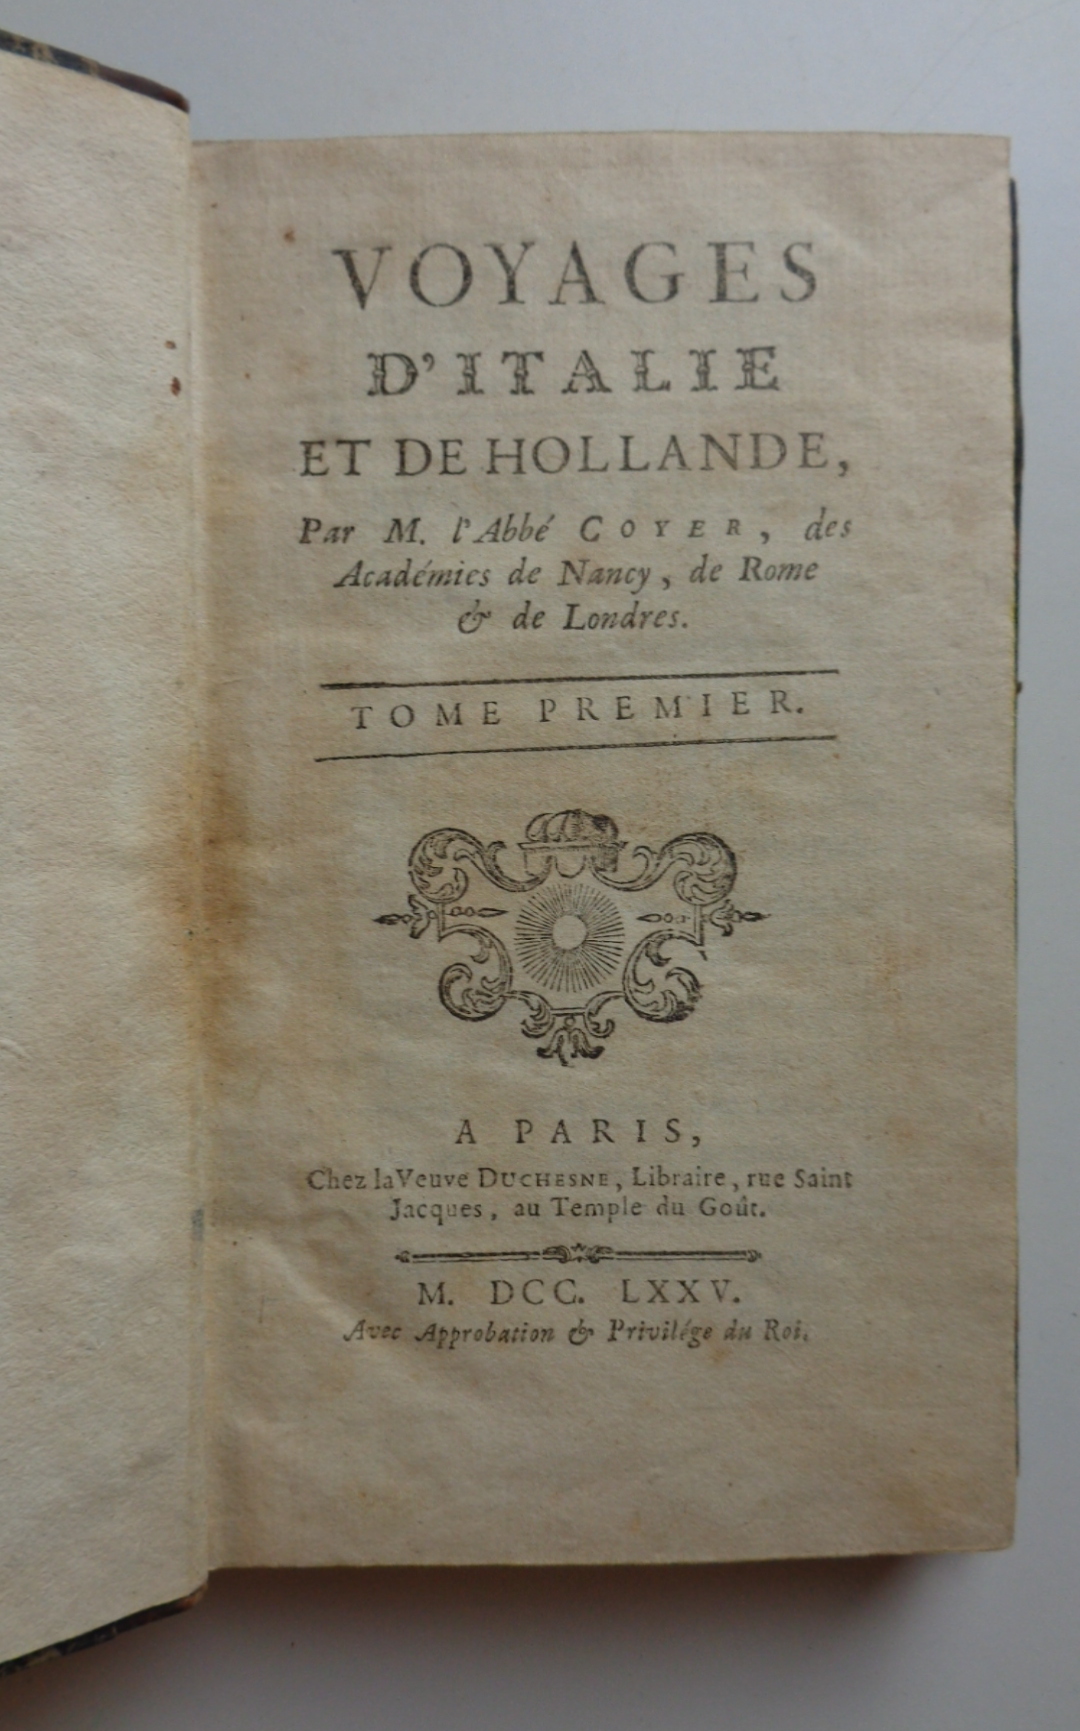 VOYAGES
D'ITALIE
ET DE HOLLANDE,
Par M. l'Abbé COYER, des
Académies de Nancy, de Rome
& de Londres.
TOME PREMIER.
A PARIS,
Chez la Veuve DUCHESNE, Libraire, rue Saint
Jacques, au Temple du Goût.
M. DCC. LXXV.
Avec Approbation & Privilége du Roi.